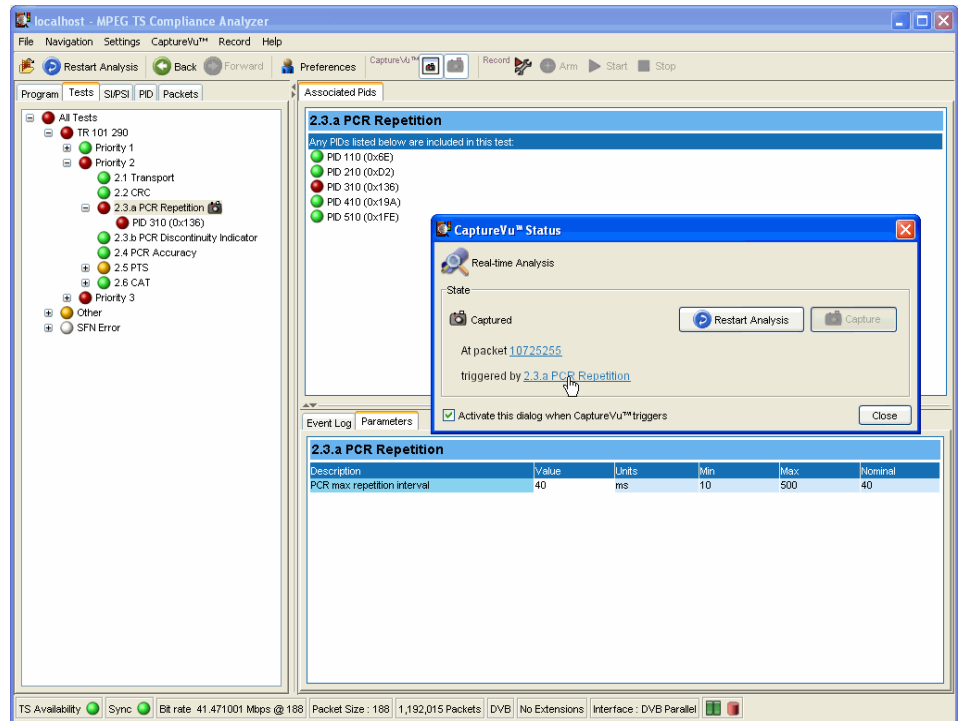 localhost - MPEG TS Compliance Analyzer
File Navigation Settings CaptureVu™ Record Help
Restart Analysis Back Forward Preferences CaptureVu™ Record Arm Start Stop
Program Tests SI/PSI PID Packets
All Tests
TR 101 290
Priority 1
Priority 2
2.1 Transport
2.2 CRC
2.3.a PCR Repetition
PID 310 (0x136)
2.3.b PCR Discontinuity Indicator
2.4 PCR Accuracy
2.5 PTS
2.6 CAT
Priority 3
Other
SFN Error
Associated Pids
2.3.a PCR Repetition
Any PIDs listed below are included in this test:
PID 110 (0x6E)
PID 210 (0xD2)
PID 310 (0x136)
PID 410 (0x19A)
PID 510 (0x1FE)
CaptureVu™ Status
Real-time Analysis
State
Captured
Restart Analysis Capture
At packet 10725255
triggered by 2.3.a PCR Repetition
Activate this dialog when CaptureVu™ triggers
Close
Event Log Parameters
2.3.a PCR Repetition
Description Value Units Min Max Nominal
PCR max repetition interval 40 ms 10 500 40
TS Availability Sync Bit rate 41.471001 Mbps @ 188 Packet Size : 188 1,192,015 Packets DVB No Extensions Interface : DVB Parallel